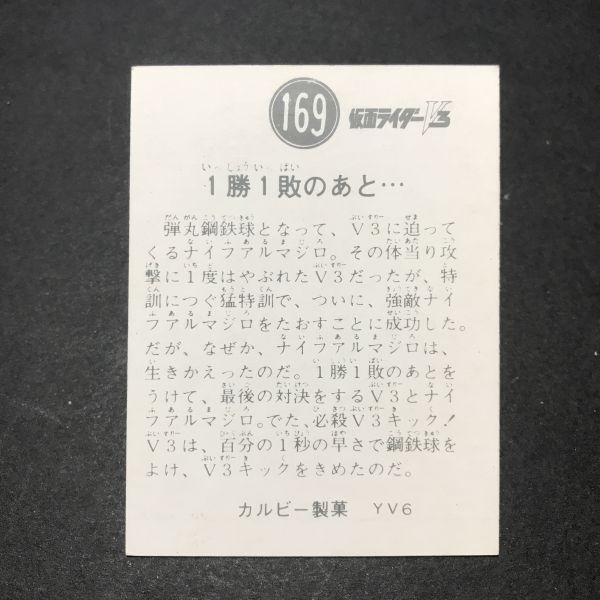 169 仮面ライダーV3
1勝1敗のあと…
弾丸鋼鉄球となって、V3に迫って
くるナイフアルマジロ。その体当り攻
撃に1度はやぶれたV3だったが、特
訓につぐ猛特訓で、ついに、強敵ナイ
フアルマジロをたおすことに成功した。
だが、なぜか、ナイフアルマジロは、
生きかえったのだ。1勝1敗のあとを
うけて、最後の対決をするV3とナイ
フアルマジロ。でた、必殺V3キック!
V3は、百分の1秒の早さで鋼鉄球を
よけ、V3キックをきめたのだ。
カルビー製菓 YV6